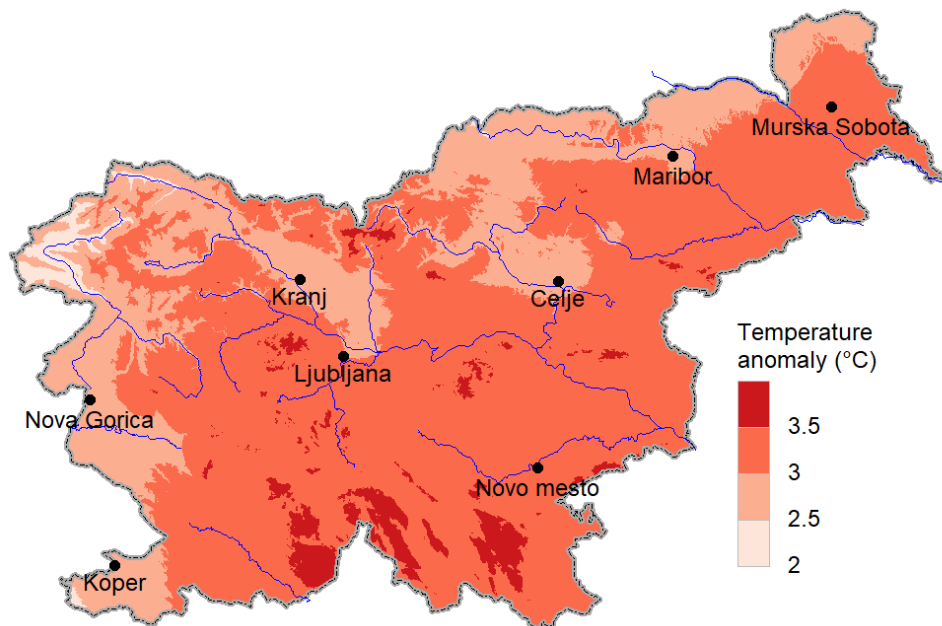 Murska Sobota
Maribor
Kranj
Celje
Ljubljana
Nova Gorica
Novo mesto
Koper
Temperature
anomaly (°C)
3.5
3
2.5
2